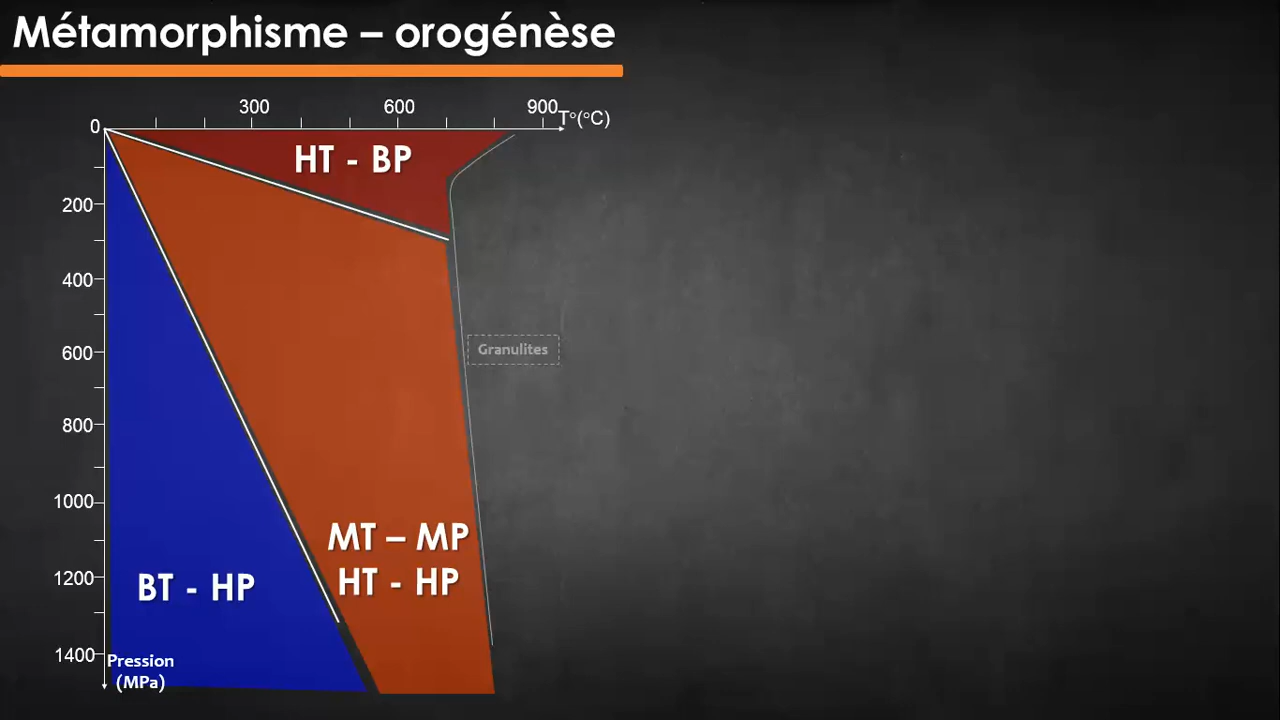 Métamorphisme – orogénèse
300 600 900 T°(°C)
0
HT - BP
200
400
600
Granulites
800
1000
MT – MP
1200
BT - HP
HT - HP
1400
Pression
(MPa)